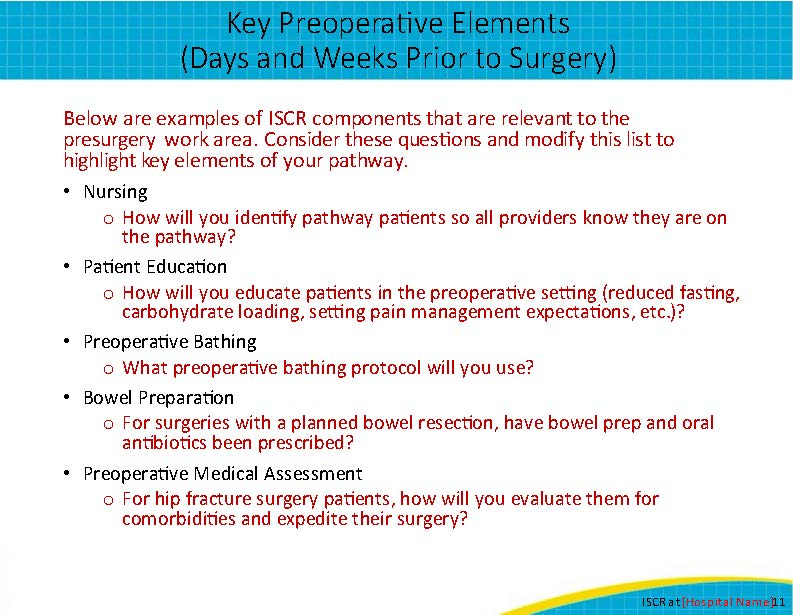 Key Preoperative Elements
(Days and Weeks Prior to Surgery)
Below are examples of ISCR components that are relevant to the
presurgery work area. Consider these questions and modify this list to
highlight key elements of your pathway.
• Nursing
o How will you identify pathway patients so all providers know they are on
the pathway?
• Patient Education
o How will you educate patients in the preoperative setting (reduced fasting,
carbohydrate loading, setting pain management expectations, etc.)?
• Preoperative Bathing
o What preoperative bathing protocol will you use?
• Bowel Preparation
o For surgeries with a planned bowel resection, have bowel prep and oral
antibiotics been prescribed?
• Preoperative Medical Assessment
o For hip fracture surgery patients, how will you evaluate them for
comorbidities and expedite their surgery?
ISCR at [Hospital Name]11